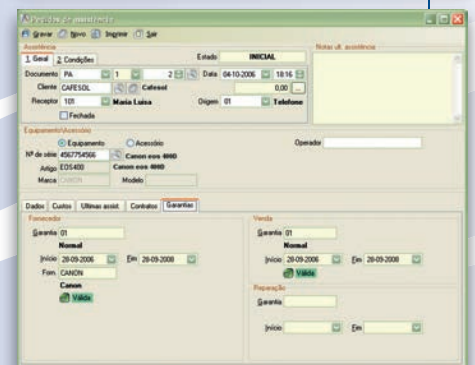 Pedidos de assistência
Gravar Novo Imprimir Sair
Assistência
1. Geral 2. Condições Estado INICIAL
Notas ult. assistência
Documento PA 1 2 Data 04-10-2006 18:16
Cliente CAFESOL Cafesol 0,00 ...
Receptor 101 Maria Luísa Origem 01 Telefone
Fechada
Equipamento/Acessório
Equipamento Acessório Operador
Nº de série 4567754566 Canon eos 400D
Artigo EOS400 Canon eos 400D
Marca CANON Modelo
Dados Custos Ultimas assist. Contratos Garantias
Fornecedor
Garantia 01
Normal
Início 28-09-2006 Fim 28-09-2008
Forn. CANON
Canon
Válida
Venda
Garantia 01
Normal
Início 28-09-2006 Fim 28-09-2008
Válida
Reparação
Garantia
Início Fim